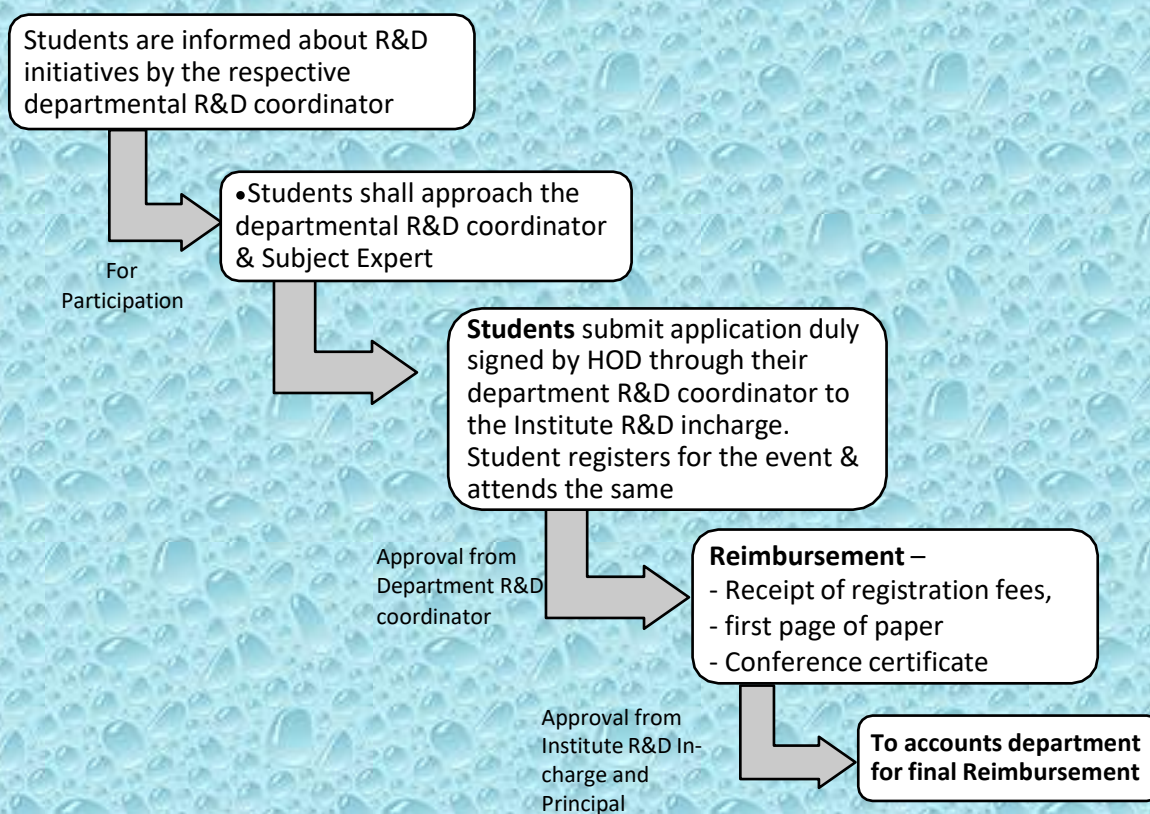 Students are informed about R&D
initiatives by the respective
departmental R&D coordinator
•Students shall approach the
departmental R&D coordinator
& Subject Expert
For
Participation
Students submit application duly
signed by HOD through their
department R&D coordinator to
the Institute R&D incharge.
Student registers for the event &
attends the same
Approval from
Department R&D
coordinator
Reimbursement –
- Receipt of registration fees,
- first page of paper
- Conference certificate
Approval from
Institute R&D In-
charge and
Principal
To accounts department
for final Reimbursement